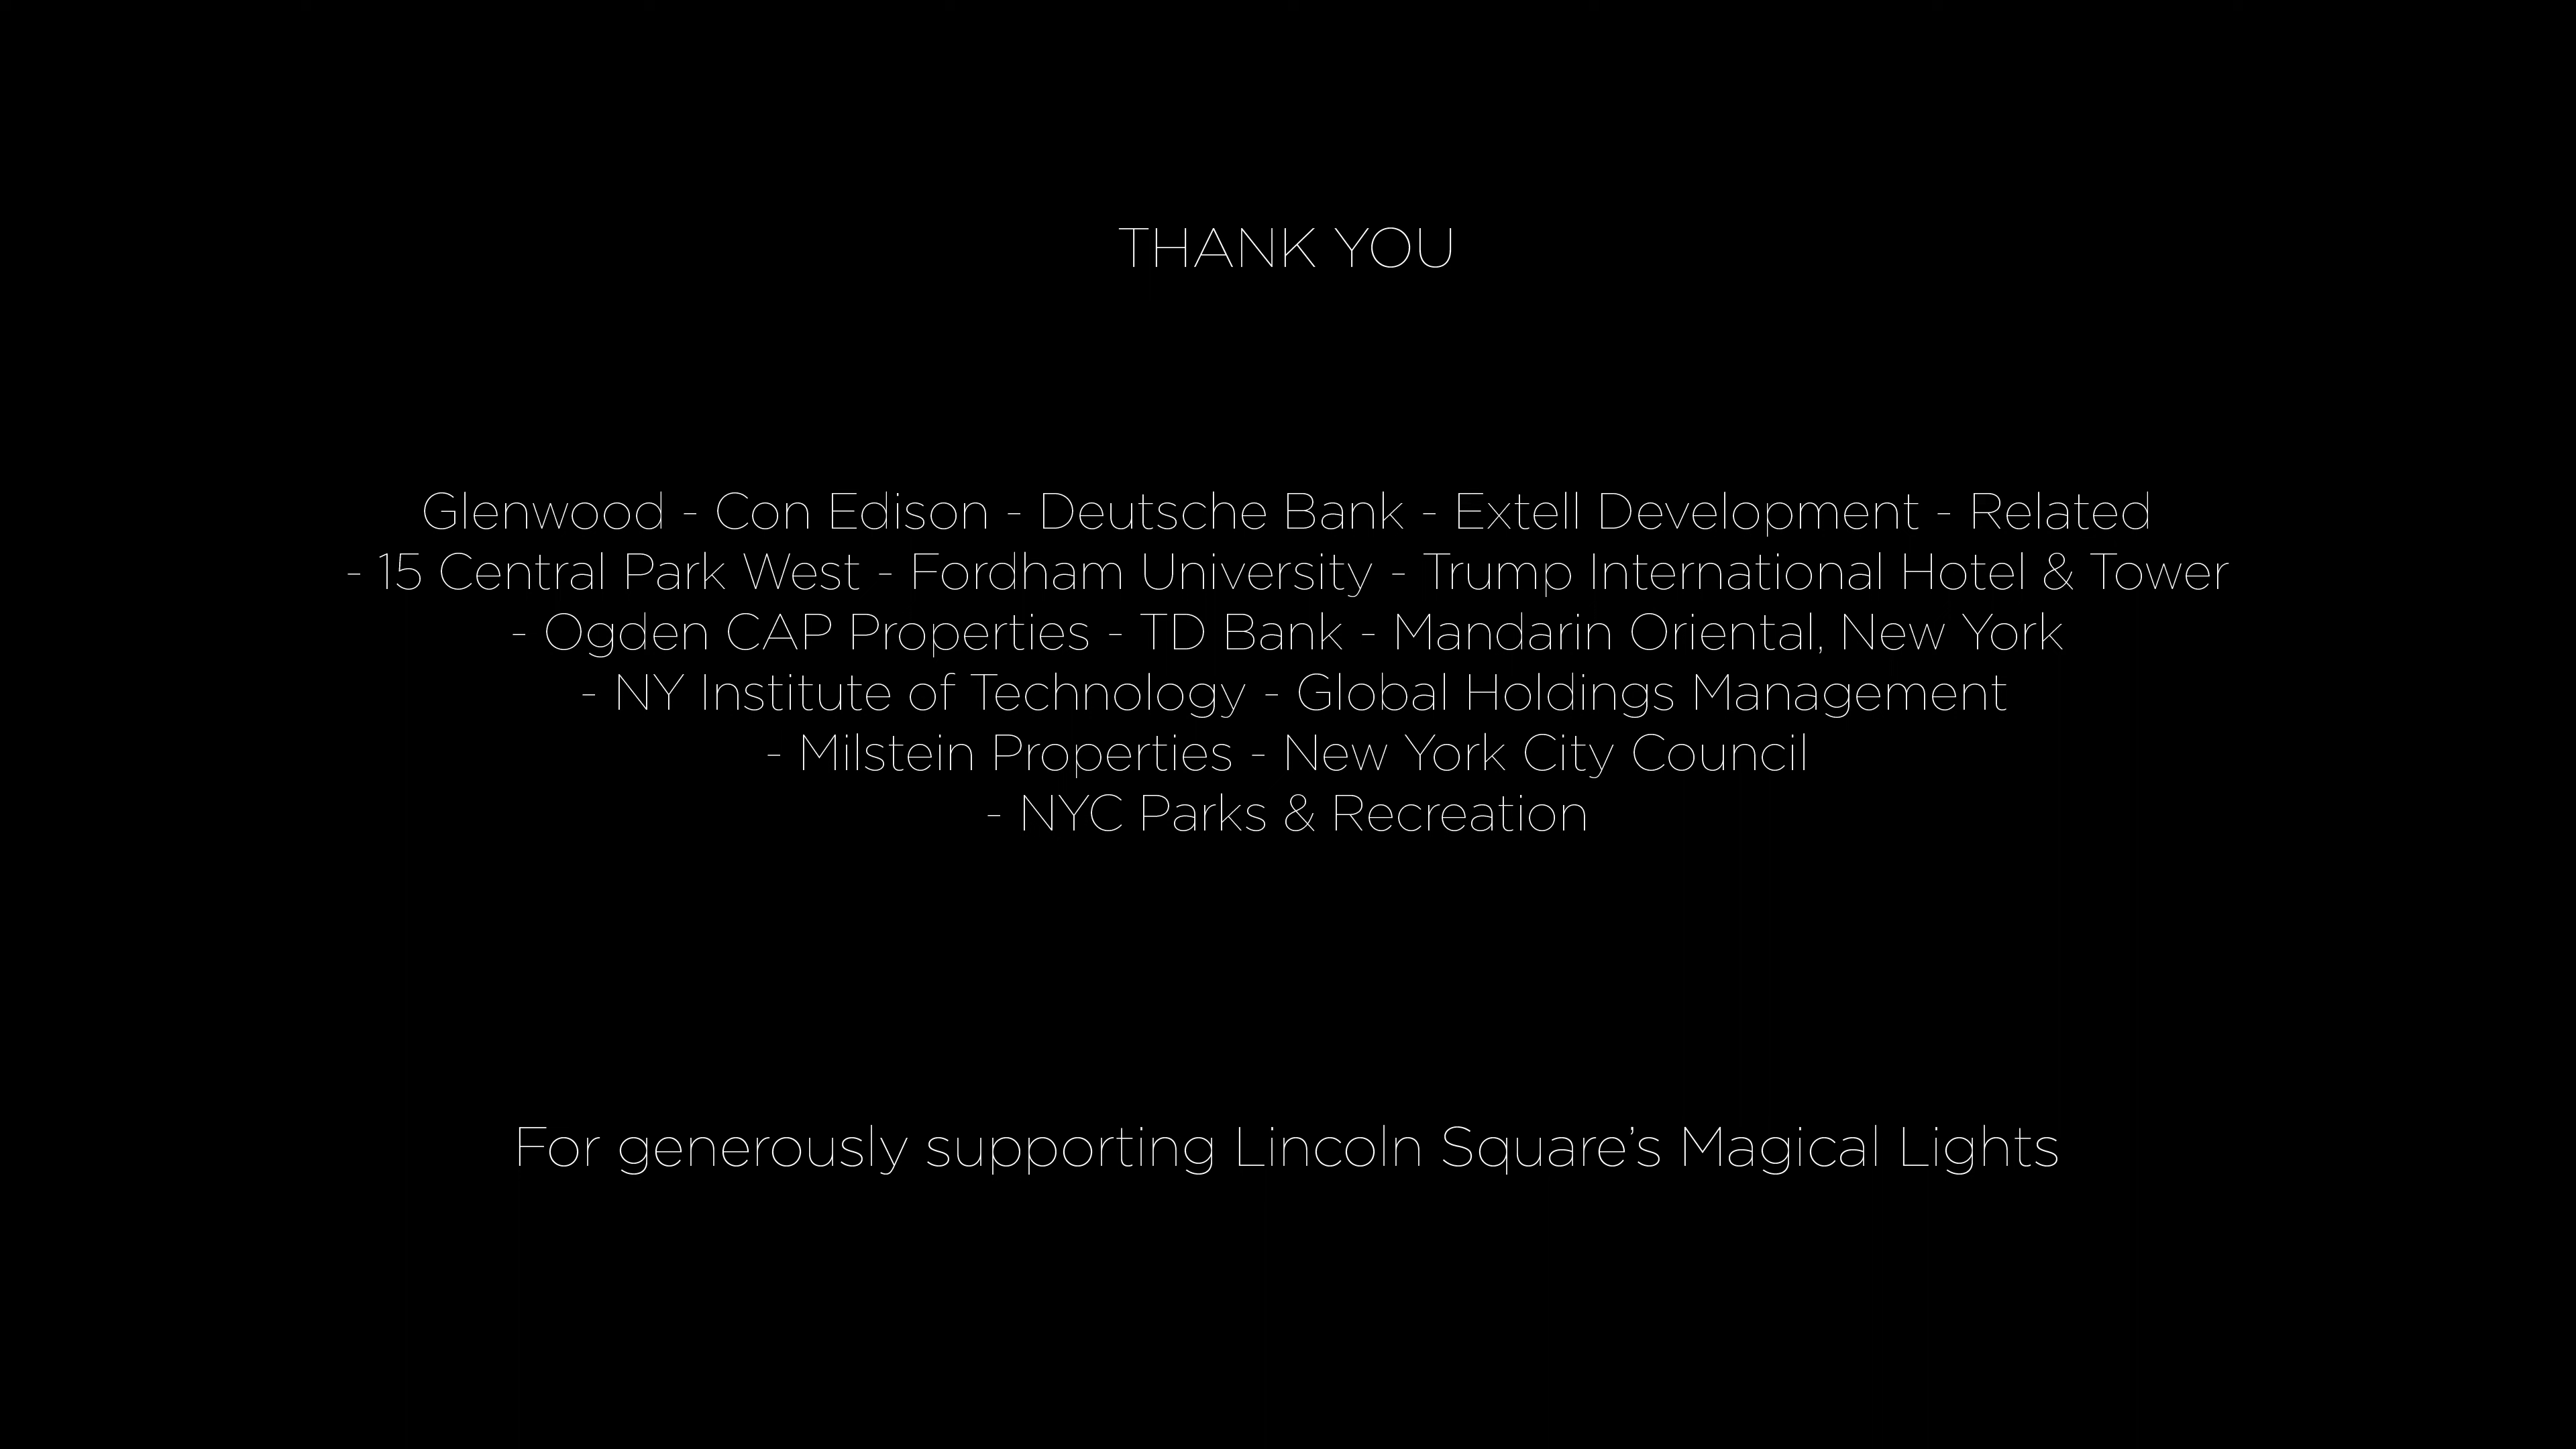 THANK YOU
Glenwood - Con Edison - Deutsche Bank - Extell Development - Related
- 15 Central Park West - Fordham University - Trump International Hotel & Tower
- Ogden CAP Properties - TD Bank - Mandarin Oriental, New York
- NY Institute of Technology - Global Holdings Management
- Milstein Properties - New York City Council
- NYC Parks & Recreation
For generously supporting Lincoln Square’s Magical Lights